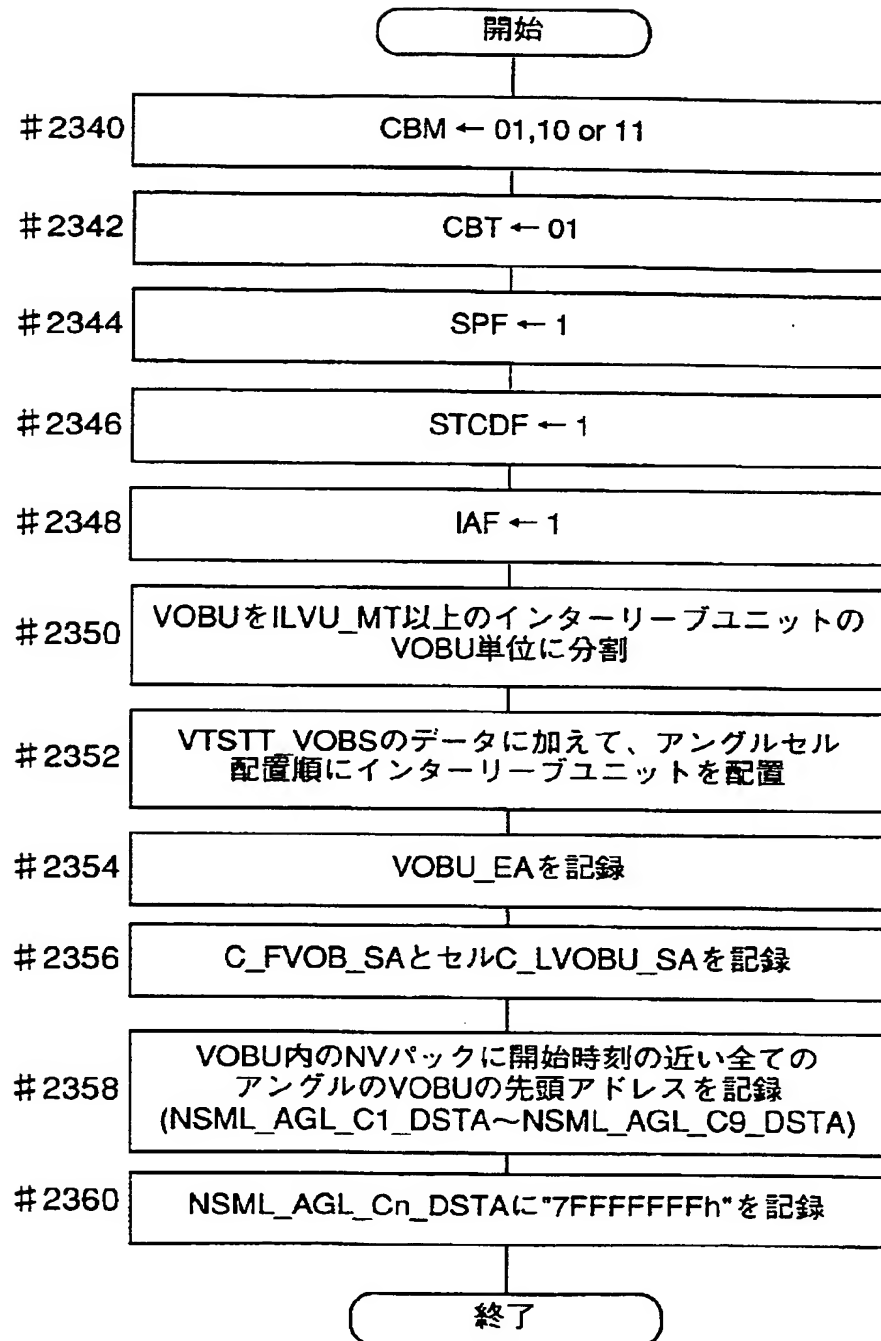 開始
#2340
CBM ← 01,10 or 11
#2342
CBT ← 01
#2344
SPF ← 1
#2346
STCDF ← 1
#2348
IAF ← 1
#2350
VOBUをILVU_MT以上のインターリーブユニットの
VOBU単位に分割
#2352
VTSTT_VOBSのデータに加えて、アングルセル
配置順にインターリーブユニットを配置
#2354
VOBU_EAを記録
#2356
C_FVOB_SAとセルC_LVOBU_SAを記録
#2358
VOBU内のNVパックに開始時刻の近い全ての
アングルのVOBUの先頭アドレスを記録
(NSML_AGL_C1_DSTA～NSML_AGL_C9_DSTA)
#2360
NSML_AGL_Cn_DSTAに"7FFFFFFFh"を記録
終了